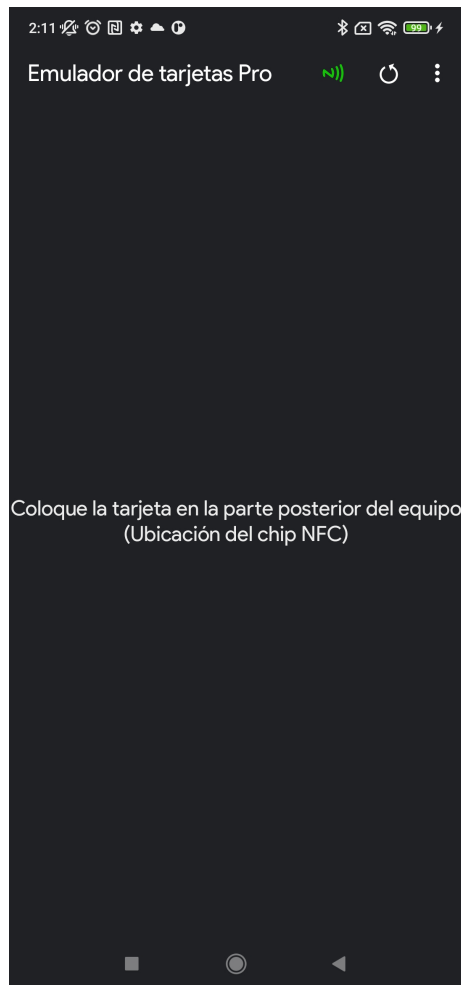 2:11
99
Emulador de tarjetas Pro
Coloque la tarjeta en la parte posterior del equipo
(Ubicación del chip NFC)